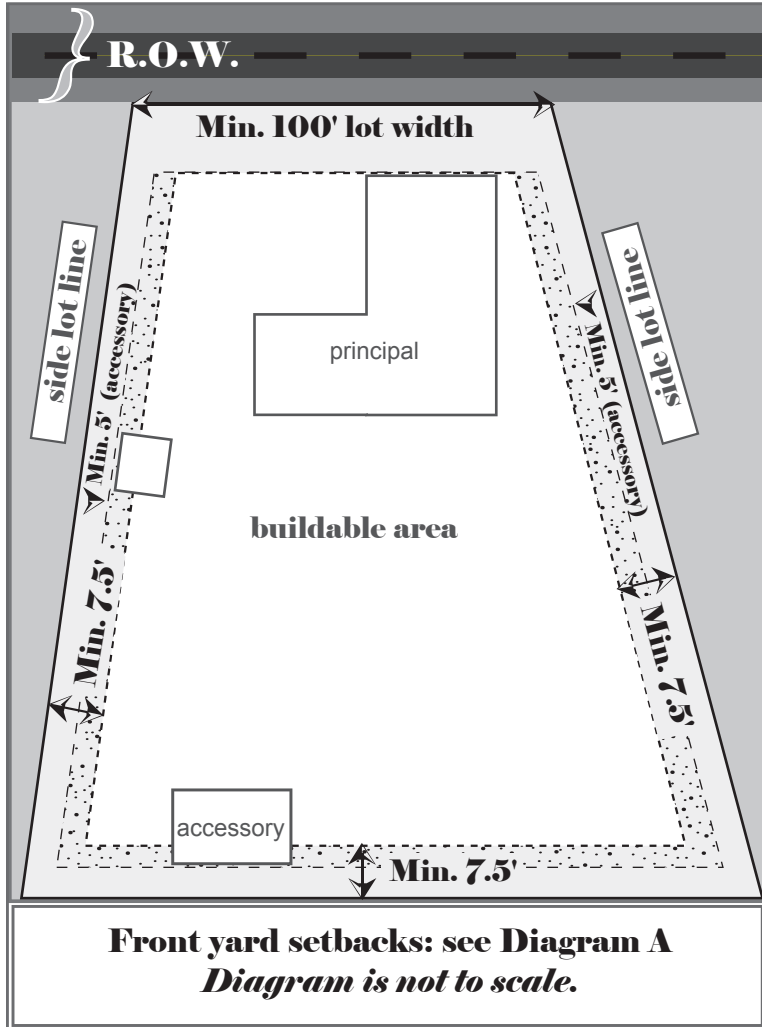 R.O.W.
Min. 100' lot width
side lot line
side lot line
Min. 5' (accessory)
Min. 5' (accessory)
principal
buildable area
Min. 7.5'
Min. 7.5'
accessory
Min. 7.5'
Front yard setbacks: see Diagram A
Diagram is not to scale.